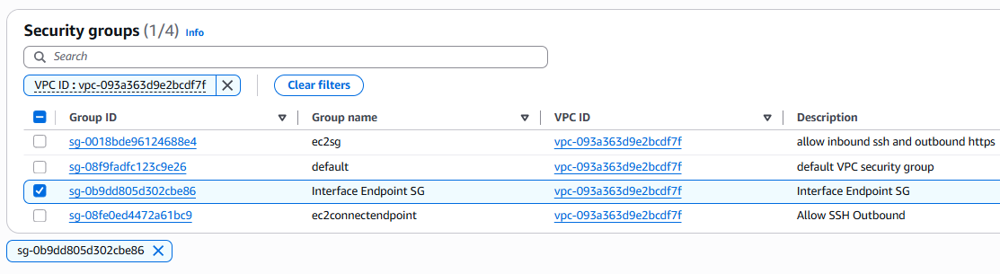 Security groups (1/4) Info
Search
VPC ID : vpc-093a363d9e2bcdf7f
Clear filters
Group ID Group name VPC ID Description
sg-0018bde96124688e4 ec2sg vpc-093a363d9e2bcdf7f allow inbound ssh and outbound https
sg-08f9fadfc123c9e26 default vpc-093a363d9e2bcdf7f default VPC security group
sg-0b9dd805d302cbe86 Interface Endpoint SG vpc-093a363d9e2bcdf7f Interface Endpoint SG
sg-08fe0ed4472a61bc9 ec2connectendpoint vpc-093a363d9e2bcdf7f Allow SSH Outbound
sg-0b9dd805d302cbe86